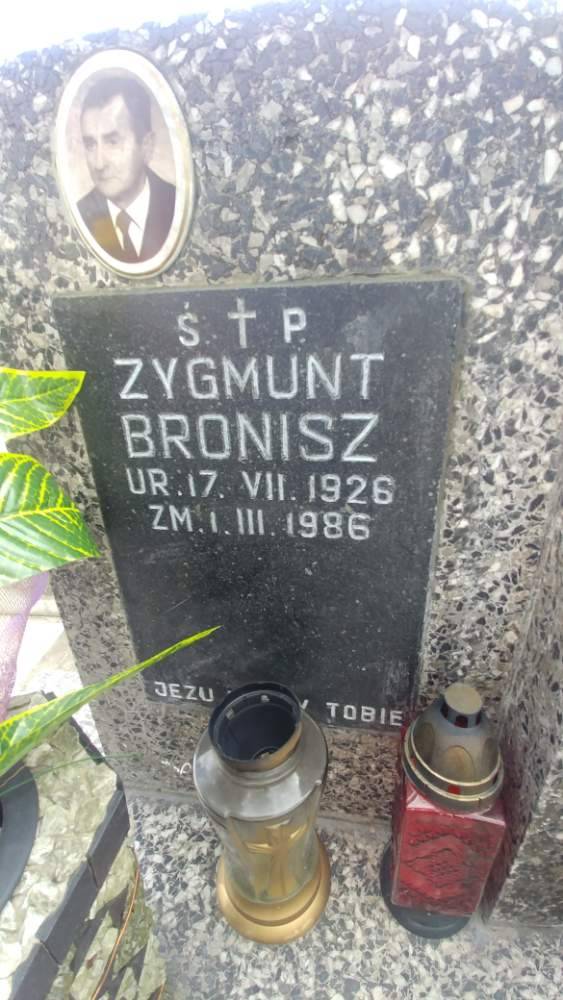 Ś † P.
ZYGMUNT
BRONISZ
UR. 17. VII. 1926
ZM. 1. III. 1986
JEZU TOBIE